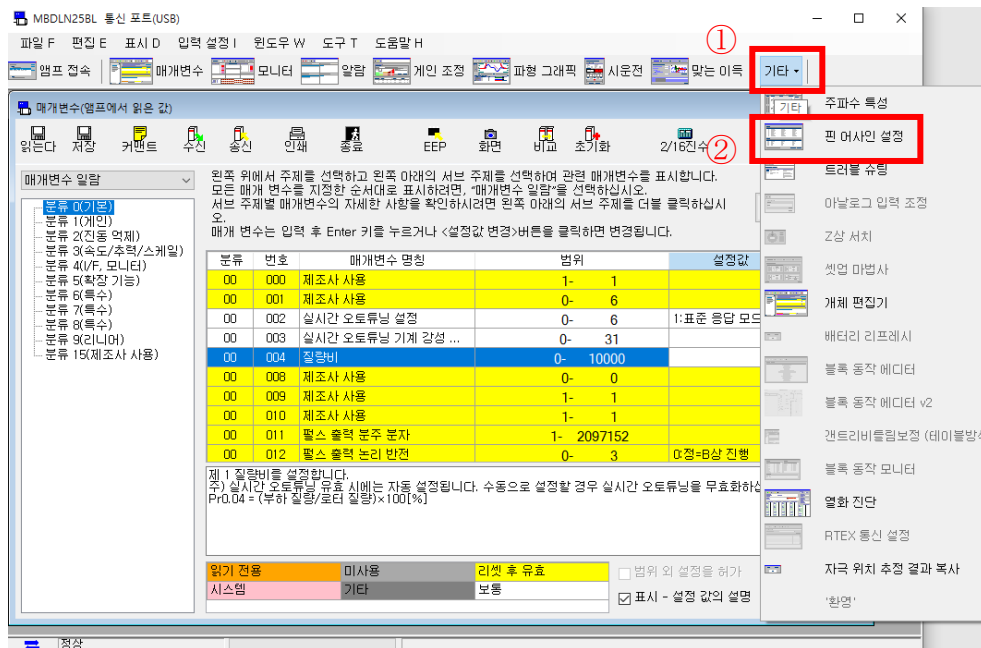 MBDLN25BL 통신 포트(USB)
파일 F 편집 E 표시 D 입력 설정 I 윈도우 W 도구 T 도움말 H
①
앰프 접속 매개변수 모니터 알람 게인 조정 파형 그래픽 시운전 맞는 이득 기타
매개변수(앰프에서 읽은 값)
읽는다 저장 커맨트 수신 송신 인쇄 종료 EEP 화면 비교 초기화 2/16진수
②
매개변수 일람
왼쪽 위에서 주제를 선택하고 왼쪽 아래의 서브 주제를 선택하여 관련 매개변수를 표시합니다.
모든 매개 변수를 지정한 순서대로 표시하려면, "매개변수 일람"을 선택하십시오.
서브 주제별 매개변수의 자세한 사항을 확인하시려면 왼쪽 아래의 서브 주제를 더블 클릭하십시
오.
매개 변수는 입력 후 Enter 키를 누르거나 <설정값 변경>버튼을 클릭하면 변경됩니다.
분류 0(기본)
분류 1(게인)
분류 2(진동 억제)
분류 3(속도/추력/스케일)
분류 4(I/F, 모니터)
분류 5(확장 기능)
분류 6(특수)
분류 7(특수)
분류 8(특수)
분류 9(리니어)
분류 15(제조사 사용)
분류 번호 매개변수 명칭 범위 설정값
00 000 제조사 사용 1- 1
00 001 제조사 사용 0- 6
00 002 실시간 오토튜닝 설정 0- 6 1:표준 응답 모드
00 003 실시간 오토튜닝 기계 강성 ... 0- 31
00 004 질량비 0- 10000
00 008 제조사 사용 0- 0
00 009 제조사 사용 1- 1
00 010 제조사 사용 1- 1
00 011 펄스 출력 분주 분자 1- 2097152
00 012 펄스 출력 논리 반전 0- 3 0:정=B상 진행
제 1 질량비를 설정합니다.
주) 실시간 오토튜닝 유효 시에는 자동 설정됩니다. 수동으로 설정할 경우 실시간 오토튜닝을 무효화하십
Pr0.04 = (부하 질량/로터 질량)×100[%]
읽기 전용 미사용 리셋 후 유효
시스템 기타 보통
범위 외 설정을 허가
표시 - 설정 값의 설명
정상
기타
주파수 특성
핀 어사인 설정
트러블 슈팅
아날로그 입력 조정
Z상 서치
셋업 마법사
개체 편집기
배터리 리프레시
블록 동작 에디터
블록 동작 에디터 v2
갠트리비틀림보정 (테이블방식
블록 동작 모니터
열화 진단
RTEX 통신 설정
자극 위치 추정 결과 복사
'환영'